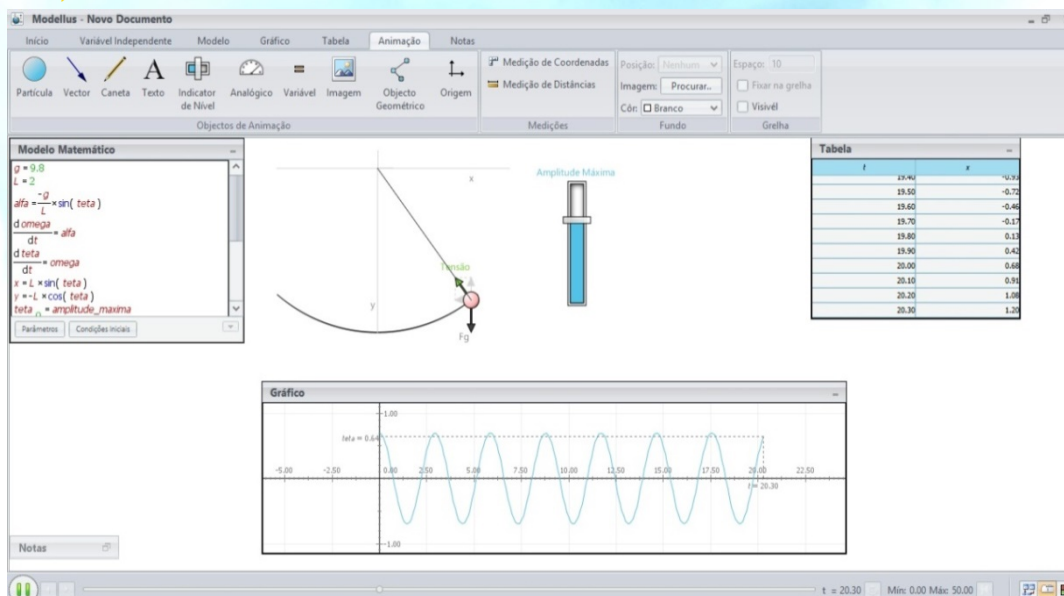 Modellus - Novo Documento
Início Variável Independente Modelo Gráfico Tabela Animação Notas
Partícula Vector Caneta Texto Indicador de Nível Analógico Variável Imagem Objecto Geométrico Origem
Objectos de Animação
Medição de Coordenadas
Medição de Distâncias
Medições
Posição: Nenhum
Imagem: Procurar..
Côr: Branco
Fundo
Espaço: 10
Fixar na grelha
Visivél
Grelha
Modelo Matemático
g = 9.8
L = 2
alfa = -g/L × sin( teta )
d omega/dt = alfa
d teta/dt = omega
x = L × sin( teta )
y = -L × cos( teta )
teta 0 = amplitude_maxima
Parâmetros Condições iniciais
x
y
Tensão
Fg
Amplitude Máxima
Tabela
t x
19.40 -0.93
19.50 -0.72
19.60 -0.46
19.70 -0.17
19.80 0.13
19.90 0.42
20.00 0.68
20.10 0.91
20.20 1.08
20.30 1.20
Gráfico
1.00
teta = 0.64
-5.00 -2.50 0.00 2.50 5.00 7.50 10.00 12.50 15.00 17.50 20.00 22.50
t = 20.30
-1.00
Notas
t = 20.30 Mín: 0.00 Máx: 50.00